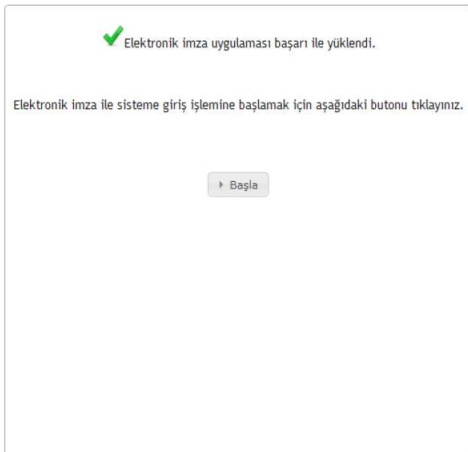 Elektronik imza uygulaması başarı ile yüklendi.
Elektronik imza ile sisteme giriş işlemine başlamak için aşağıdaki butonu tıklayınız.
Başla